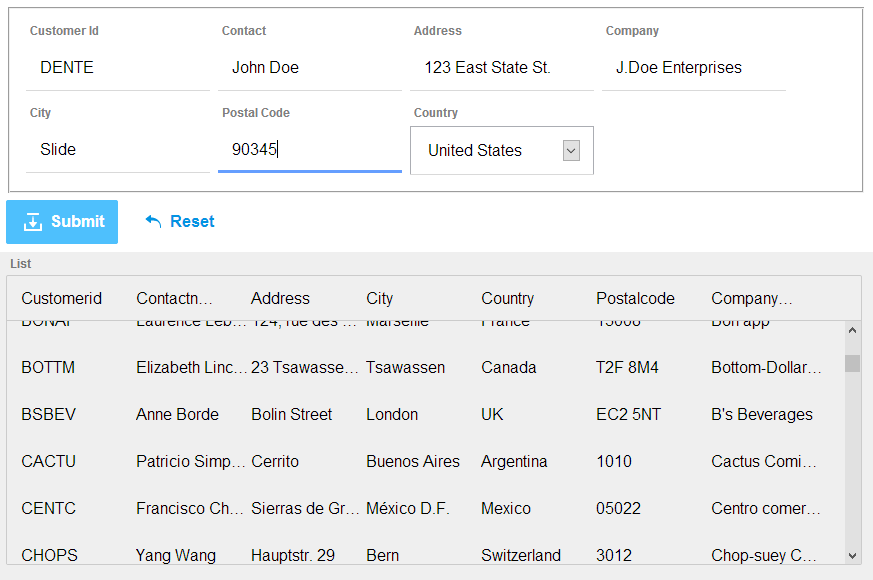 Customer Id Contact Address Company
DENTE John Doe 123 East State St. J.Doe Enterprises
City Postal Code Country
Slide 90345 United States
Submit Reset
List
Customerid Contactn... Address City Country Postalcode Company...
BONAP Laurence Leb... 124, rue des ... Marseille France 13008 Bon app
BOTTM Elizabeth Linc... 23 Tsawasse... Tsawassen Canada T2F 8M4 Bottom-Dollar...
BSBEV Anne Borde Bolin Street London UK EC2 5NT B's Beverages
CACTU Patricio Simp... Cerrito Buenos Aires Argentina 1010 Cactus Comi...
CENTC Francisco Ch... Sierras de Gr... México D.F. Mexico 05022 Centro comer...
CHOPS Yang Wang Hauptstr. 29 Bern Switzerland 3012 Chop-suey C...